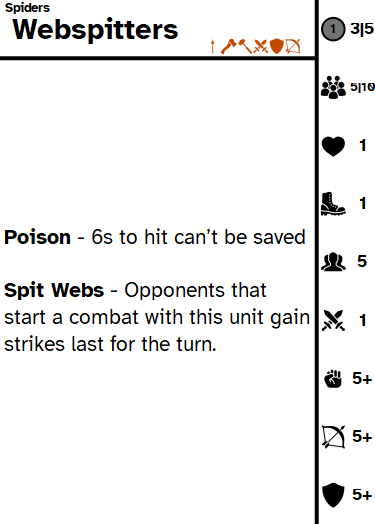 Spiders
Webspitters
1 3|5
5|10
1
1
Poison - 6s to hit can't be saved
5
Spit Webs - Opponents that
start a combat with this unit gain
strikes last for the turn.
1
5+
5+
5+